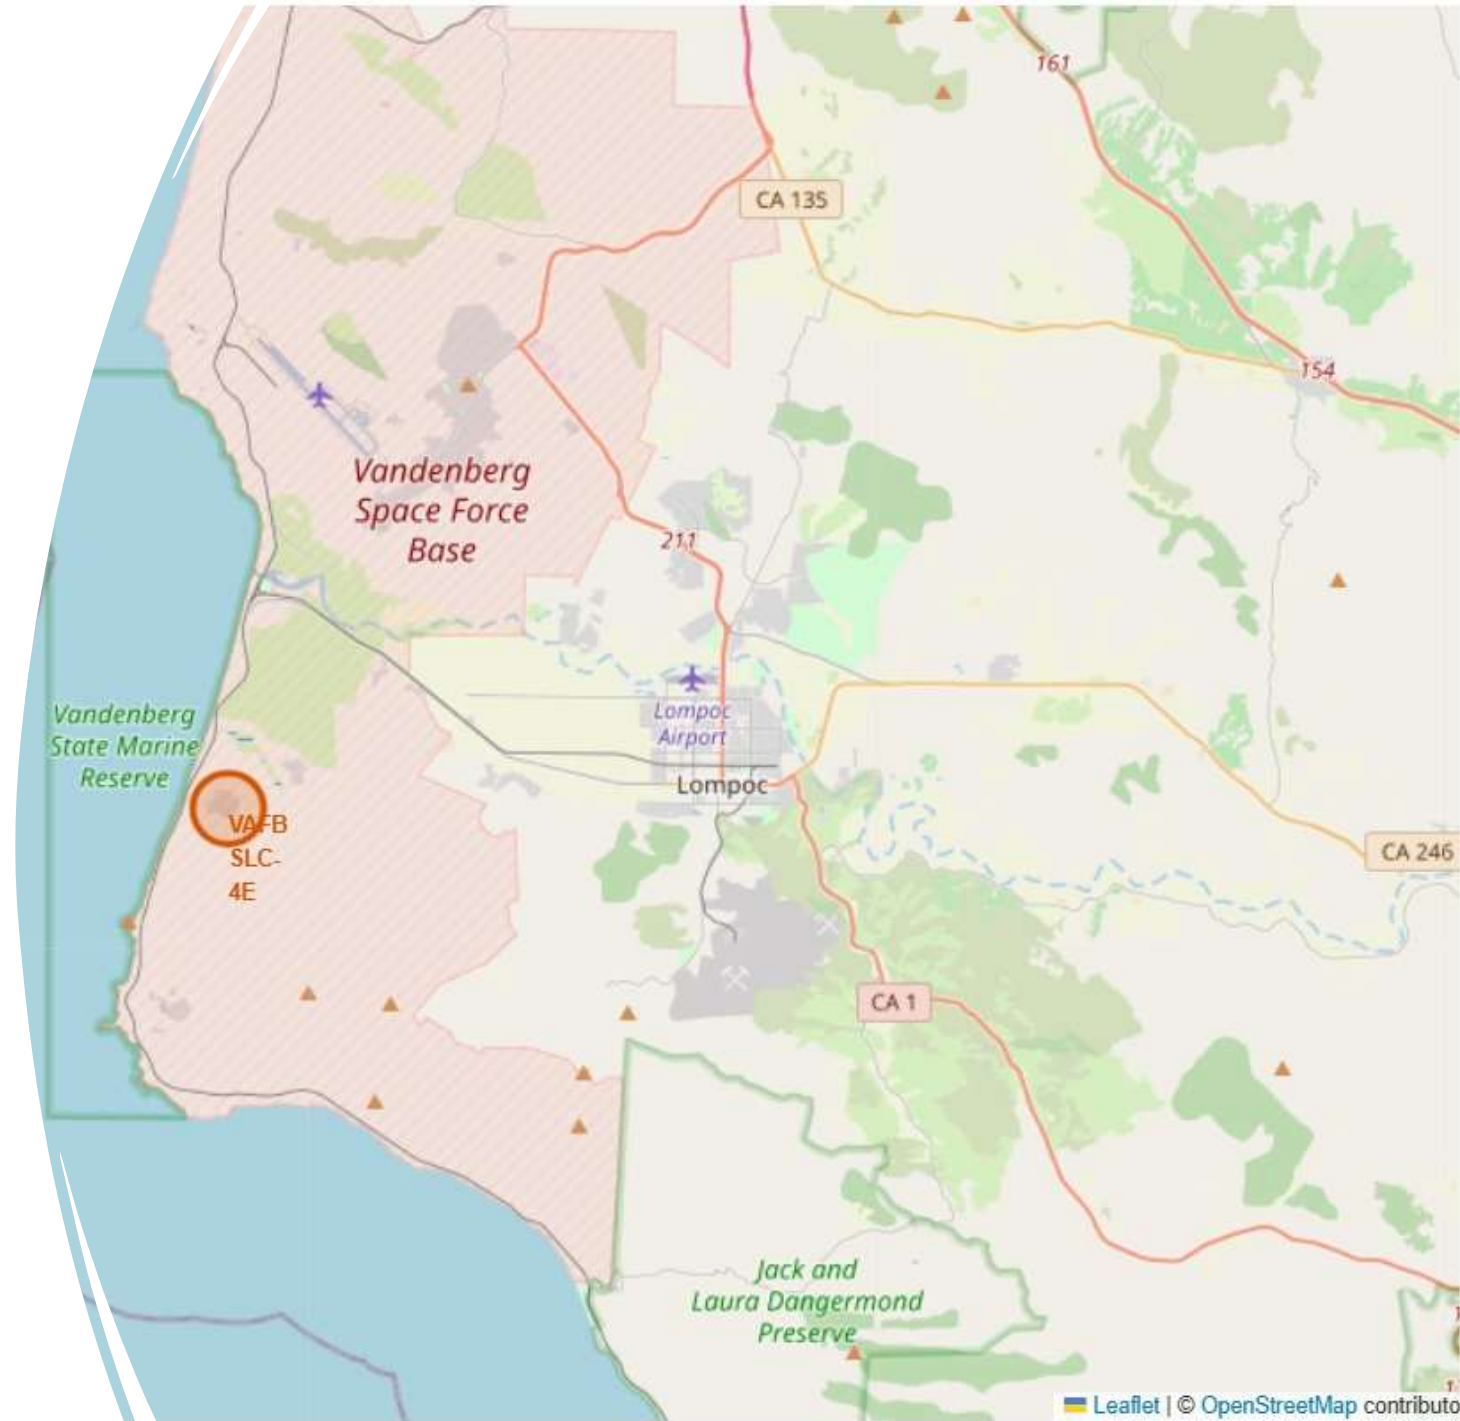 161
CA 135
154
Vandenberg
Space Force
Base
211
Vandenberg
State Marine
Reserve
Lompoc
Airport
Lompoc
VAFB
SLC-
4E
CA 246
CA 1
Jack and
Laura Dangermond
Preserve
Leaflet | © OpenStreetMap contributo